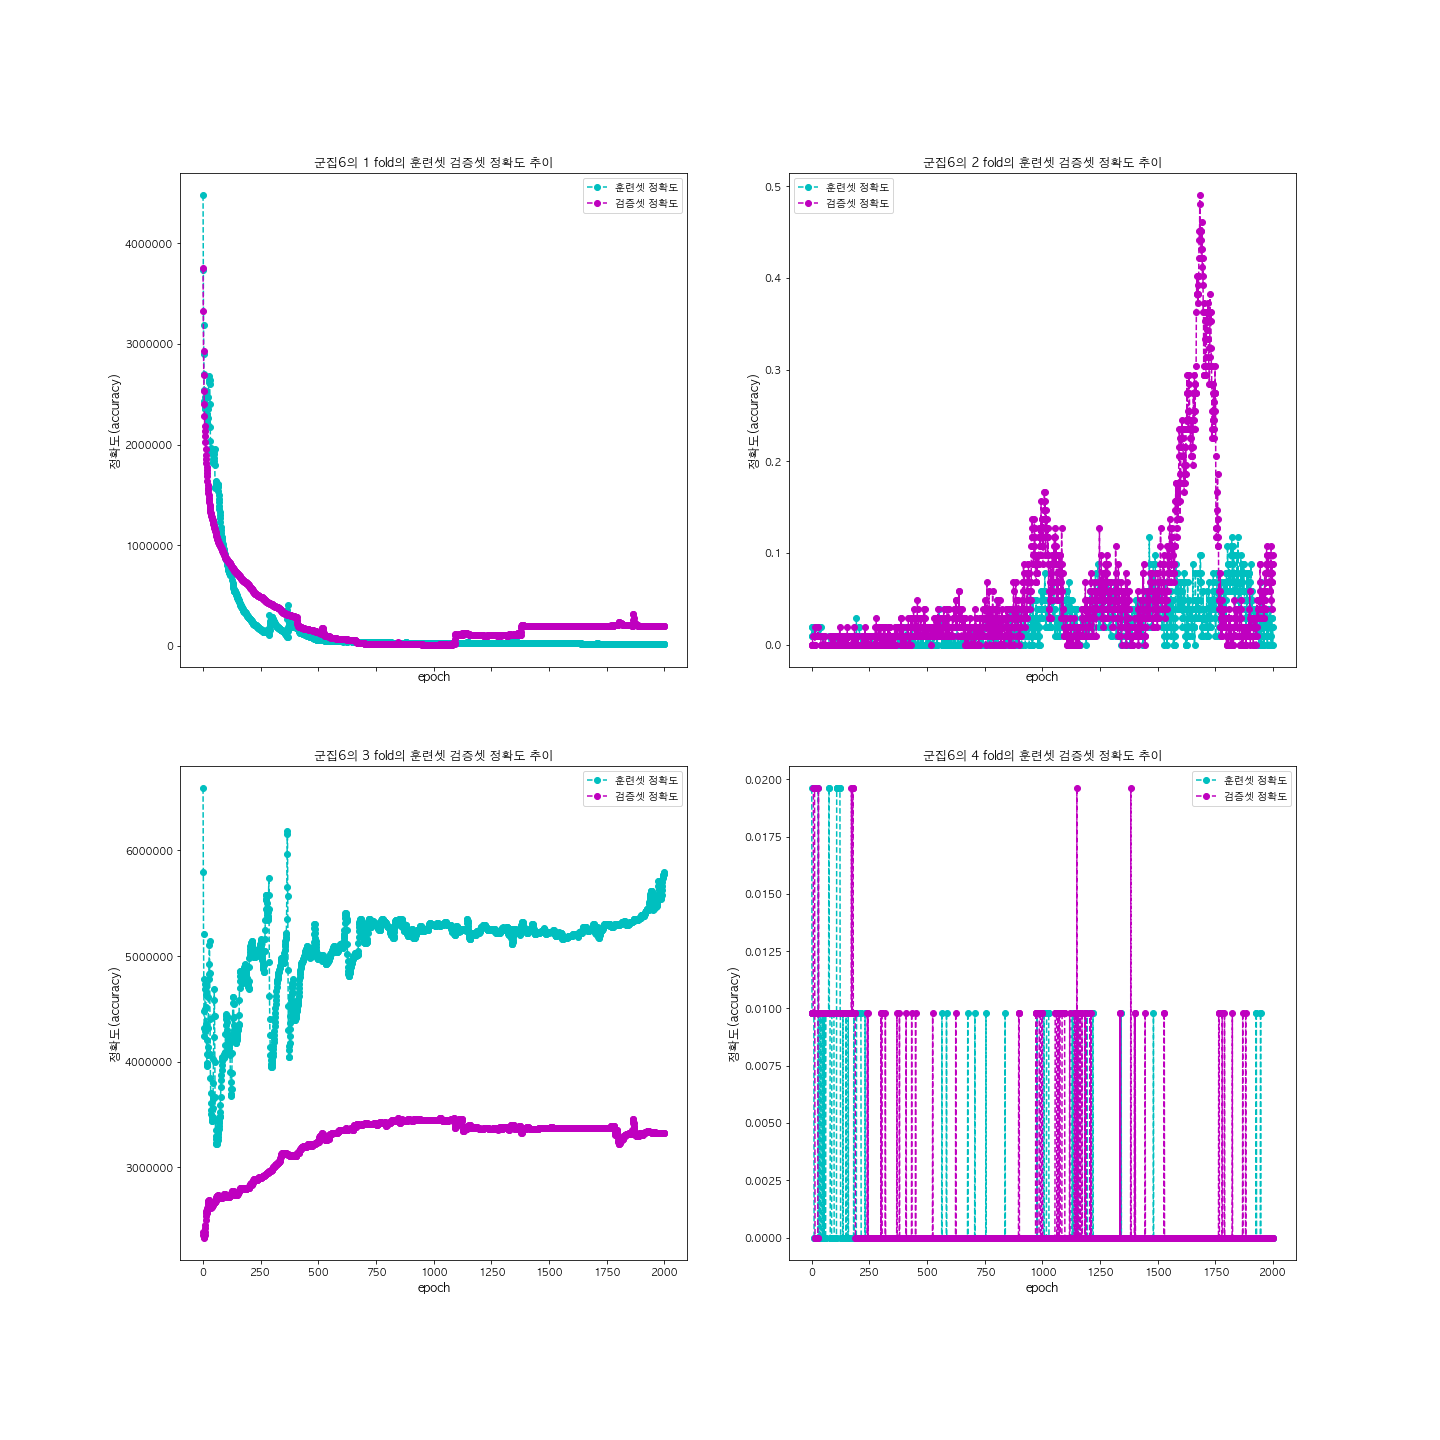 군집6의 1 fold의 훈련셋 검증셋 정확도 추이
훈련셋 정확도
검증셋 정확도
4000000
3000000
2000000
1000000
0
정확도(accuracy)
epoch
군집6의 2 fold의 훈련셋 검증셋 정확도 추이
훈련셋 정확도
검증셋 정확도
0.5
0.4
0.3
0.2
0.1
0.0
정확도(accuracy)
epoch
군집6의 3 fold의 훈련셋 검증셋 정확도 추이
훈련셋 정확도
검증셋 정확도
6000000
5000000
4000000
3000000
정확도(accuracy)
0 250 500 750 1000 1250 1500 1750 2000
epoch
군집6의 4 fold의 훈련셋 검증셋 정확도 추이
훈련셋 정확도
검증셋 정확도
0.0200
0.0175
0.0150
0.0125
0.0100
0.0075
0.0050
0.0025
0.0000
정확도(accuracy)
0 250 500 750 1000 1250 1500 1750 2000
epoch